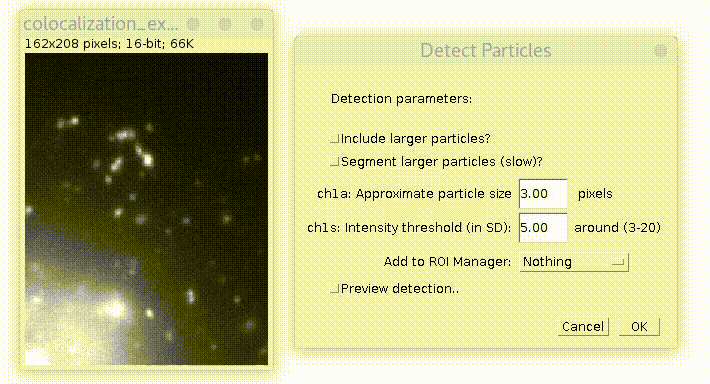 colocalization_ex...
162x208 pixels; 16-bit; 66K
Detect Particles
Detection parameters:
Include larger particles?
Segment larger particles (slow)?
ch1a: Approximate particle size 3.00 pixels
ch1s: Intensity threshold (in SD): 5.00 around (3-20)
Add to ROI Manager: Nothing
Preview detection..
Cancel OK